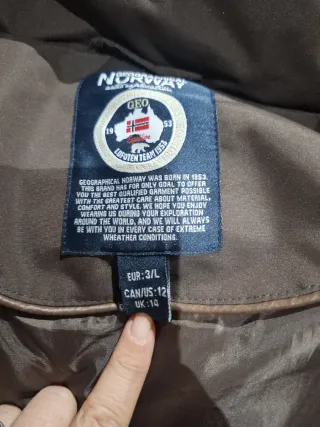 NORWAY
GEO
19 53
LOFOTEN TEAM 1953
GEOGRAPHICAL NORWAY WAS BORN IN 1953.
THIS BRAND HAS FOR ONLY GOAL TO OFFER
YOU THE BEST QUALIFIED GARMENT POSSIBLE
WITH THE GREATEST CARE ABOUT MATERIAL,
COMFORT AND STYLE. WE HOPE YOU ENJOY
WEARING US DURING YOUR EXPLORATION
AROUND THE WORLD, AND WE WILL ALWAYS
BE WITH YOU IN EVERY CASE OF EXTREME
WHEATHER CONDITIONS.
EUR: 3/L
CAN/US: 12
UK: 14